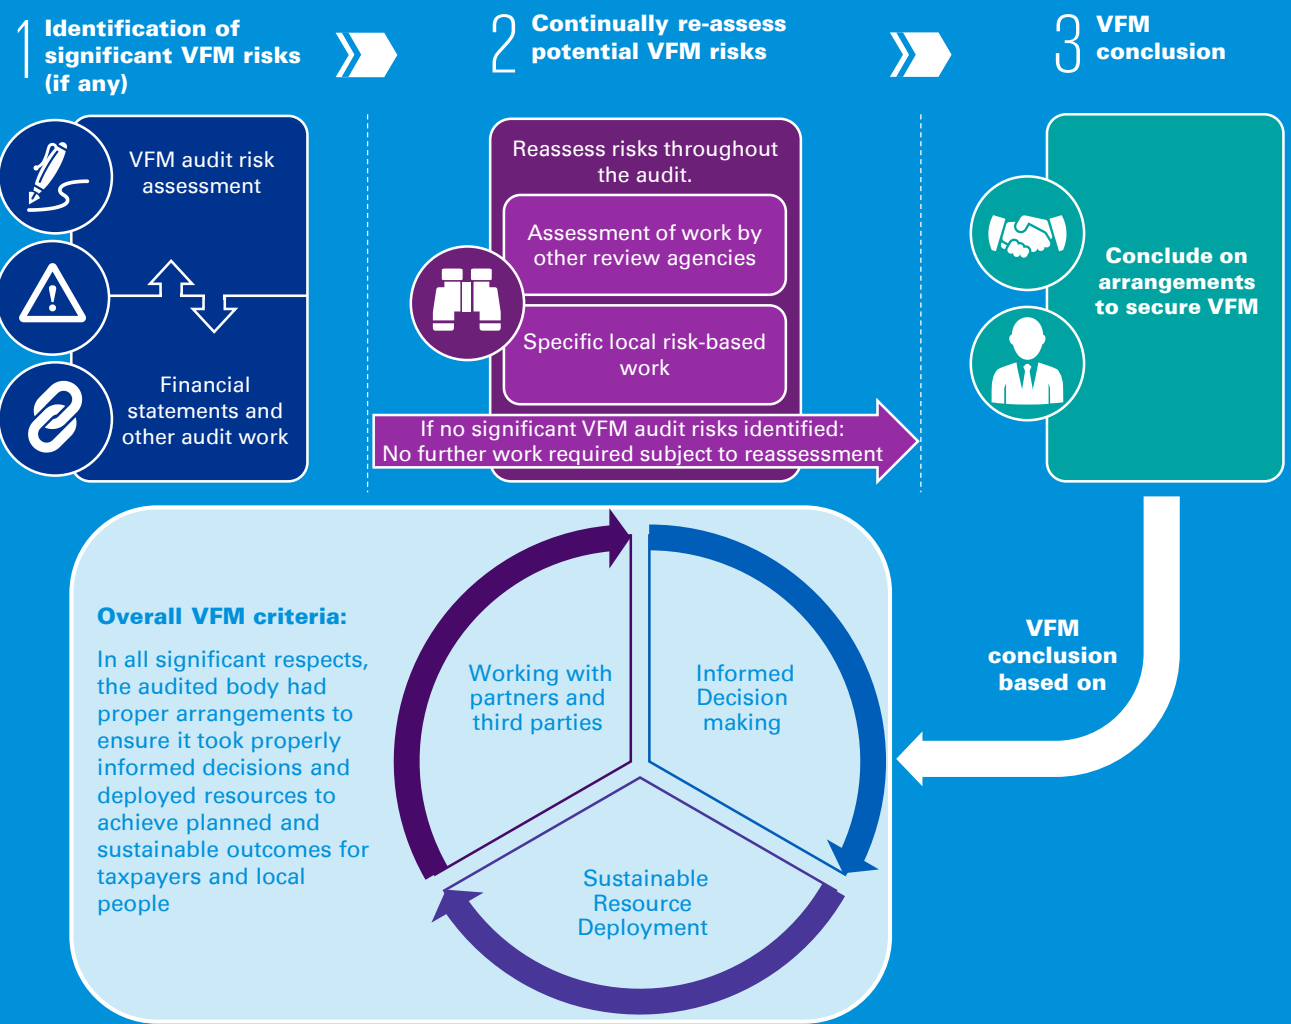 1 Identification of
significant VFM risks
(if any)
2 Continually re-assess
potential VFM risks
3 VFM
conclusion
VFM audit risk
assessment
Financial
statements and
other audit work
Reassess risks throughout
the audit.
Assessment of work by
other review agencies
Specific local risk-based
work
If no significant VFM audit risks identified:
No further work required subject to reassessment
Conclude on
arrangements
to secure VFM
Overall VFM criteria:
In all significant respects,
the audited body had
proper arrangements to
ensure it took properly
informed decisions and
deployed resources to
achieve planned and
sustainable outcomes for
taxpayers and local
people
Working with
partners and
third parties
Informed
Decision
making
Sustainable
Resource
Deployment
VFM
conclusion
based on